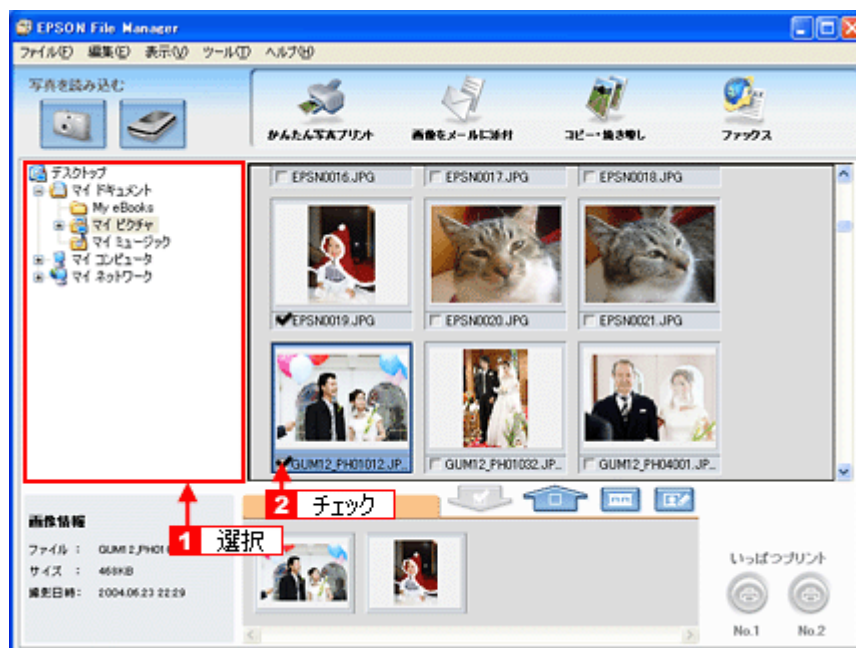 EPSON File Manager
ファイル(F) 編集(E) 表示(V) ツール(T) ヘルプ(H)
写真を読み込む
かんたん写真プリント 画像をメールに添付 コピー・焼き増し ファックス
デスクトップ
マイ ドキュメント
My eBooks
マイ ピクチャ
マイ ミュージック
マイ コンピュータ
マイ ネットワーク
EPSN0016.JPG EPSN0017.JPG EPSN0018.JPG
EPSN0019.JPG EPSN0020.JPG EPSN0021.JPG
GUM12_PH01012.JP... GUM12_PH01032.JP... GUM12_PH04001.JP...
2 チェック
1 選択
画像情報
ファイル : GUM12_PH01
サイズ : 468KB
撮影日時: 2004.06.23 22:29
いっぱつプリント
No.1 No.2